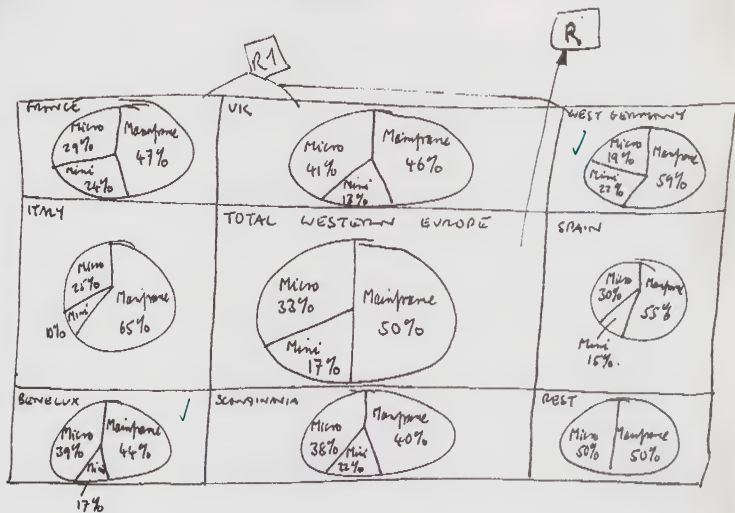 R1
R
FRANCE
Micro
29%
Mainframe
47%
Mini
24%
UK
Micro
41%
Mainframe
46%
Mini
13%
WEST GERMANY
Micro
19%
Mainframe
59%
Mini
22%
ITALY
Micro
25%
Mainframe
65%
Mini
10%
TOTAL WESTERN EUROPE
Micro
33%
Mainframe
50%
Mini
17%
SPAIN
Micro
30%
Mainframe
55%
Mini
15%.
BENELUX
Micro
39%
Mainframe
44%
Mini
17%
SCANDINAVIA
Micro
38%
Mainframe
40%
Mini
22%
REST
Micro
50%
Mainframe
50%